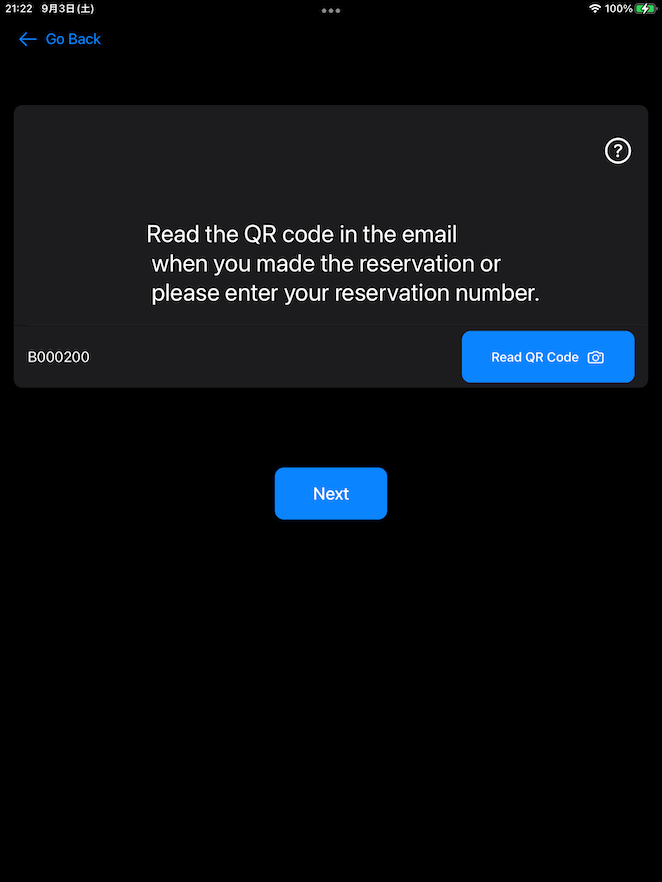 21:22 9月3日(土) 100%
Go Back
?
Read the QR code in the email
when you made the reservation or
please enter your reservation number.
B000200 Read QR Code
Next